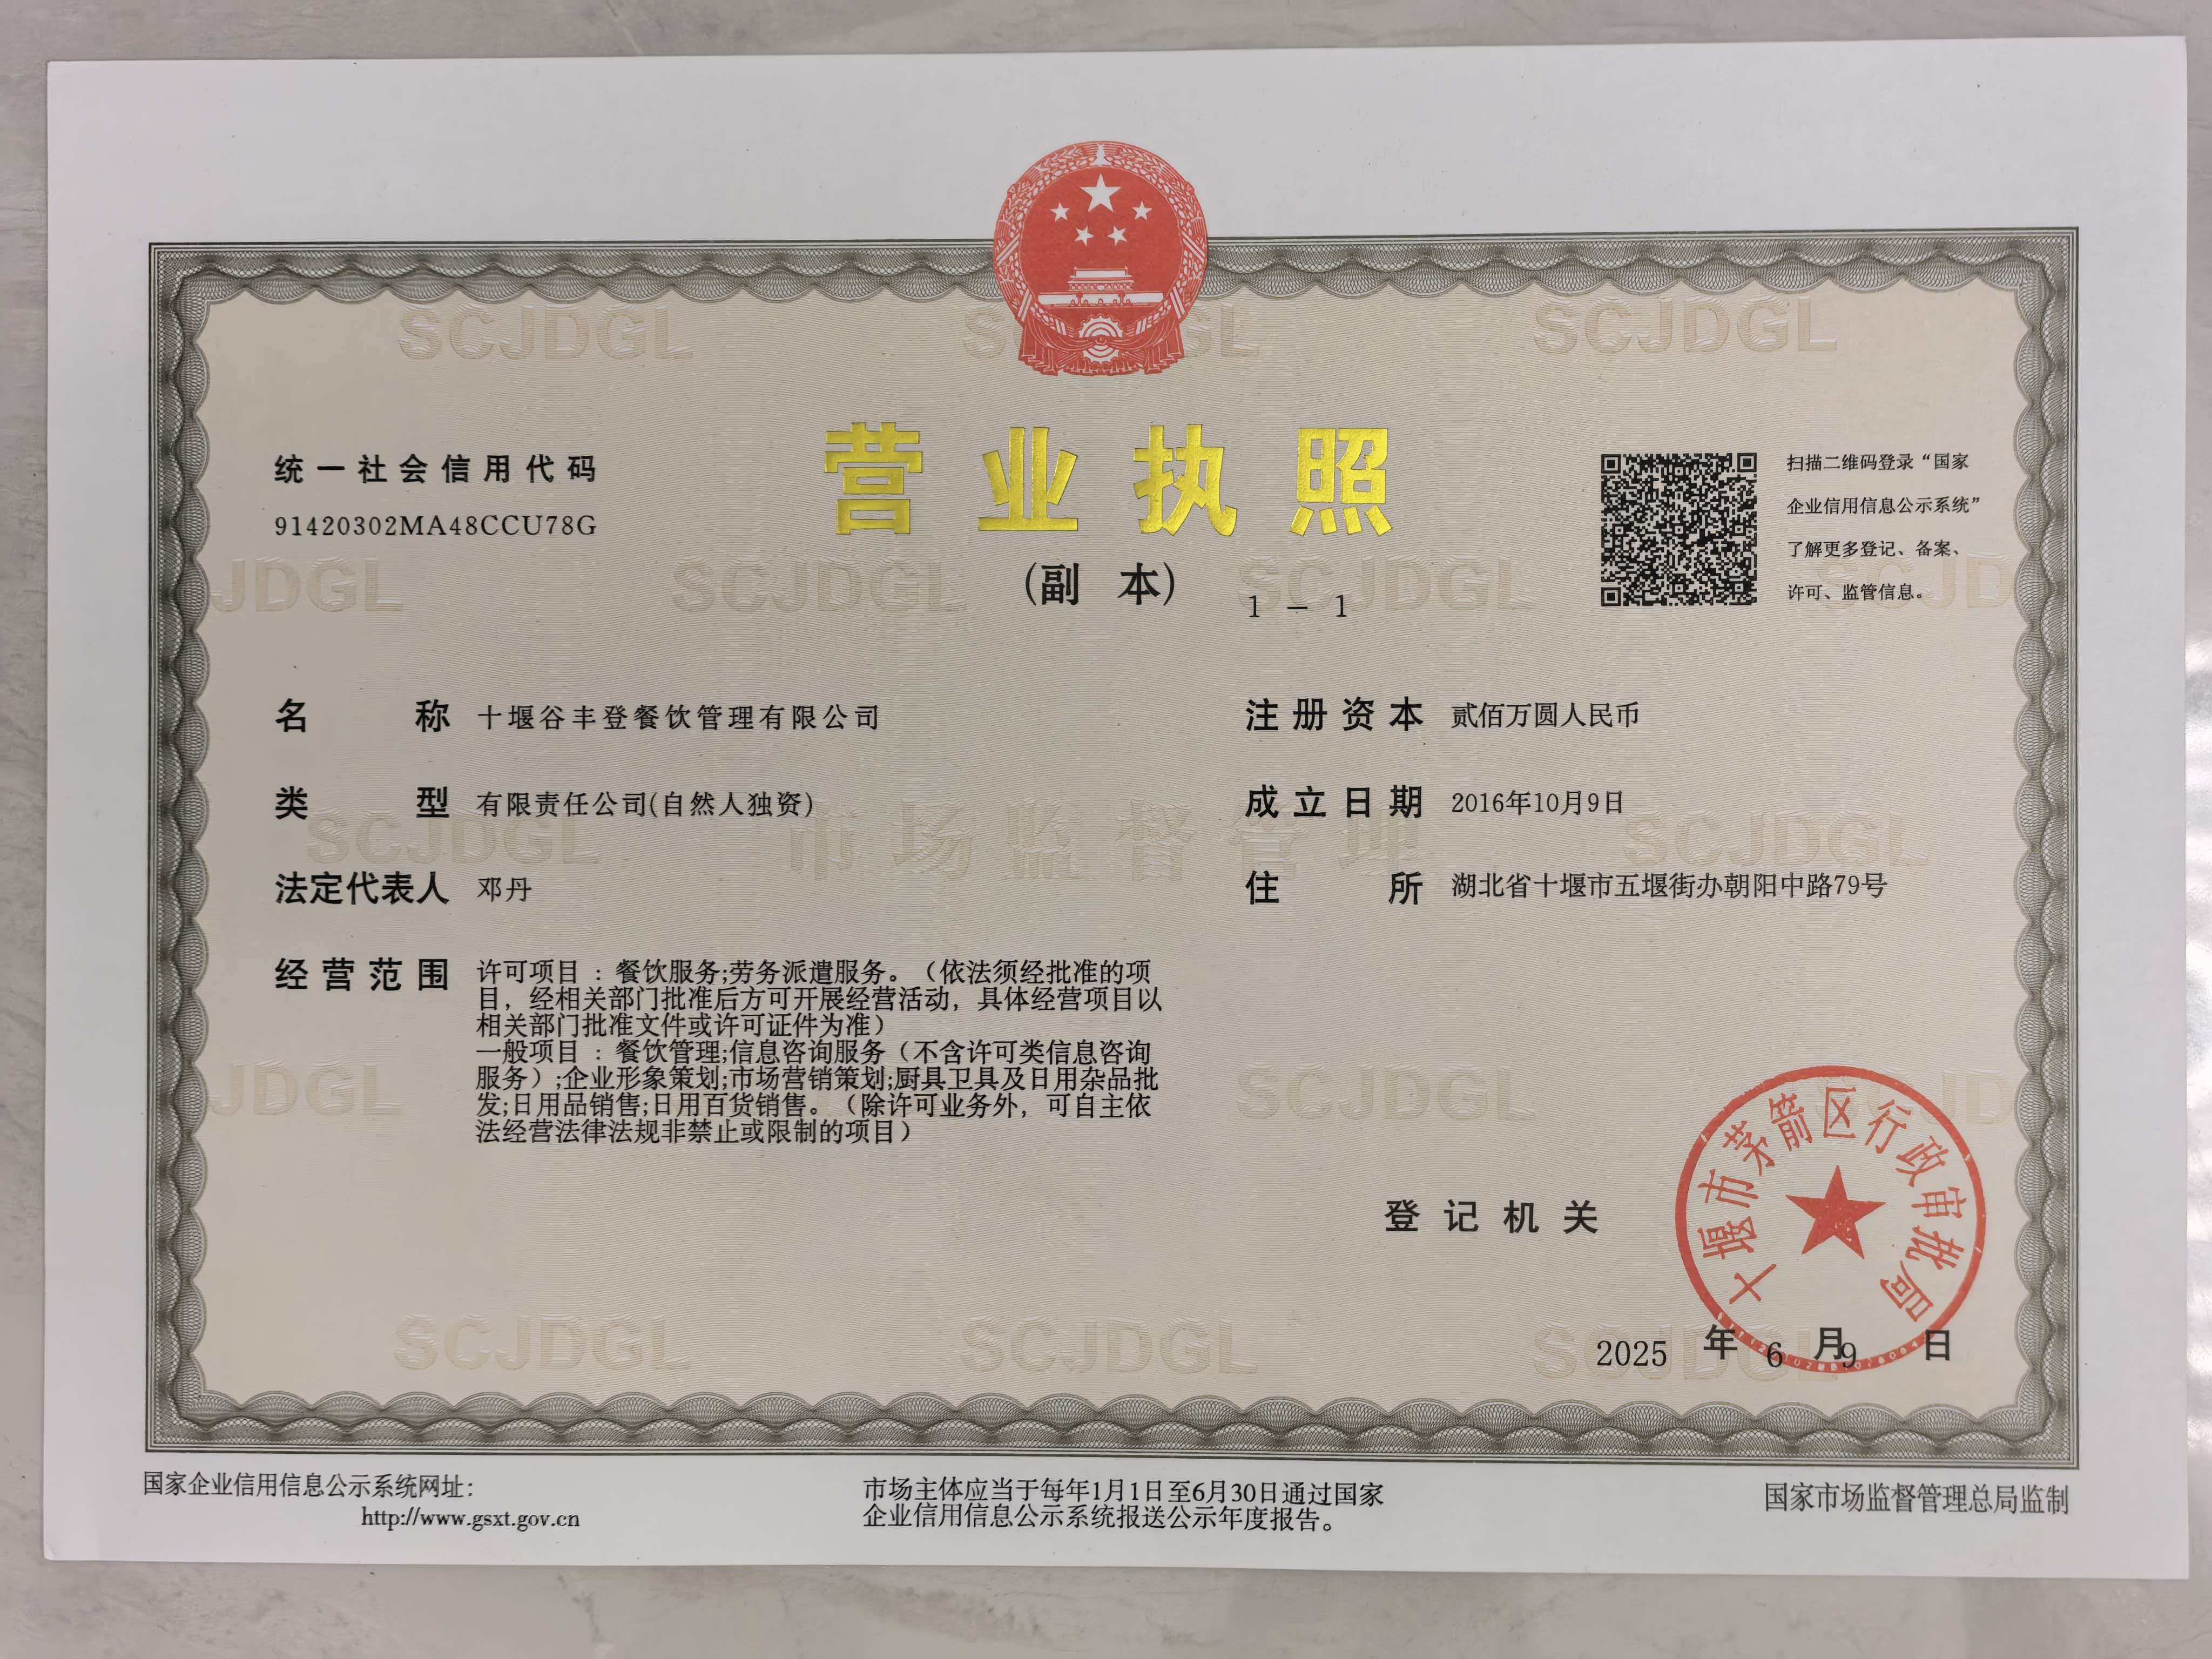 营业执照
(副 本) 1－1
统一社会信用代码
91420302MA48CCU78G
扫描二维码登录“国家
企业信用信息公示系统”
了解更多登记、备案、
许可、监管信息。
名 称 十堰谷丰登餐饮管理有限公司
类 型 有限责任公司(自然人独资)
法定代表人 邓丹
经营范围 许可项目：餐饮服务;劳务派遣服务。（依法须经批准的项
目，经相关部门批准后方可开展经营活动，具体经营项目以
相关部门批准文件或许可证件为准）
一般项目：餐饮管理;信息咨询服务（不含许可类信息咨询
服务）;企业形象策划;市场营销策划;厨具卫具及日用杂品批
发;日用品销售;日用百货销售。（除许可业务外，可自主依
法经营法律法规非禁止或限制的项目）
注册资本 贰佰万圆人民币
成立日期 2016年10月9日
住 所 湖北省十堰市五堰街办朝阳中路79号
登记机关
十堰市茅箭区行政审批局
2025 年 6 月 9 日
国家企业信用信息公示系统网址：
http://www.gsxt.gov.cn
市场主体应当于每年1月1日至6月30日通过国家
企业信用信息公示系统报送公示年度报告。
国家市场监督管理总局监制
SCJDGL
市场监督管理